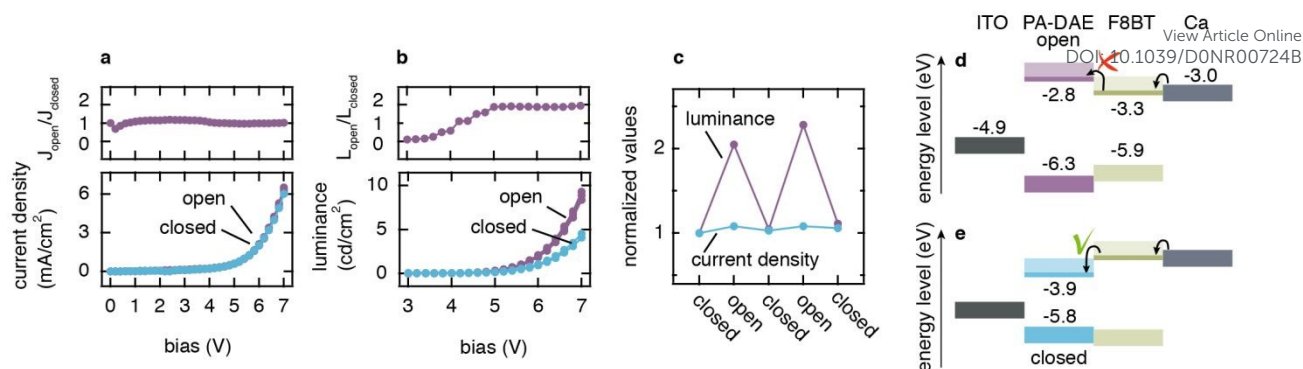 ITO PA-DAE F8BT Ca
open
View Article Online
DOI: 10.1039/D0NR00724B
a
J_open/J_closed
2
1
0
current density
(mA/cm²)
6
3
0
open
closed
0 1 2 3 4 5 6 7
bias (V)
b
L_open/L_closed
2
1
0
luminance
(cd/cm²)
10
5
0
open
closed
3 4 5 6 7
bias (V)
c
normalized values
2
1
luminance
current density
closed
open
closed
open
closed
d
energy level (eV)
-4.9
-2.8
-6.3
-3.3
-5.9
-3.0
e
energy level (eV)
-3.9
-5.8
closed